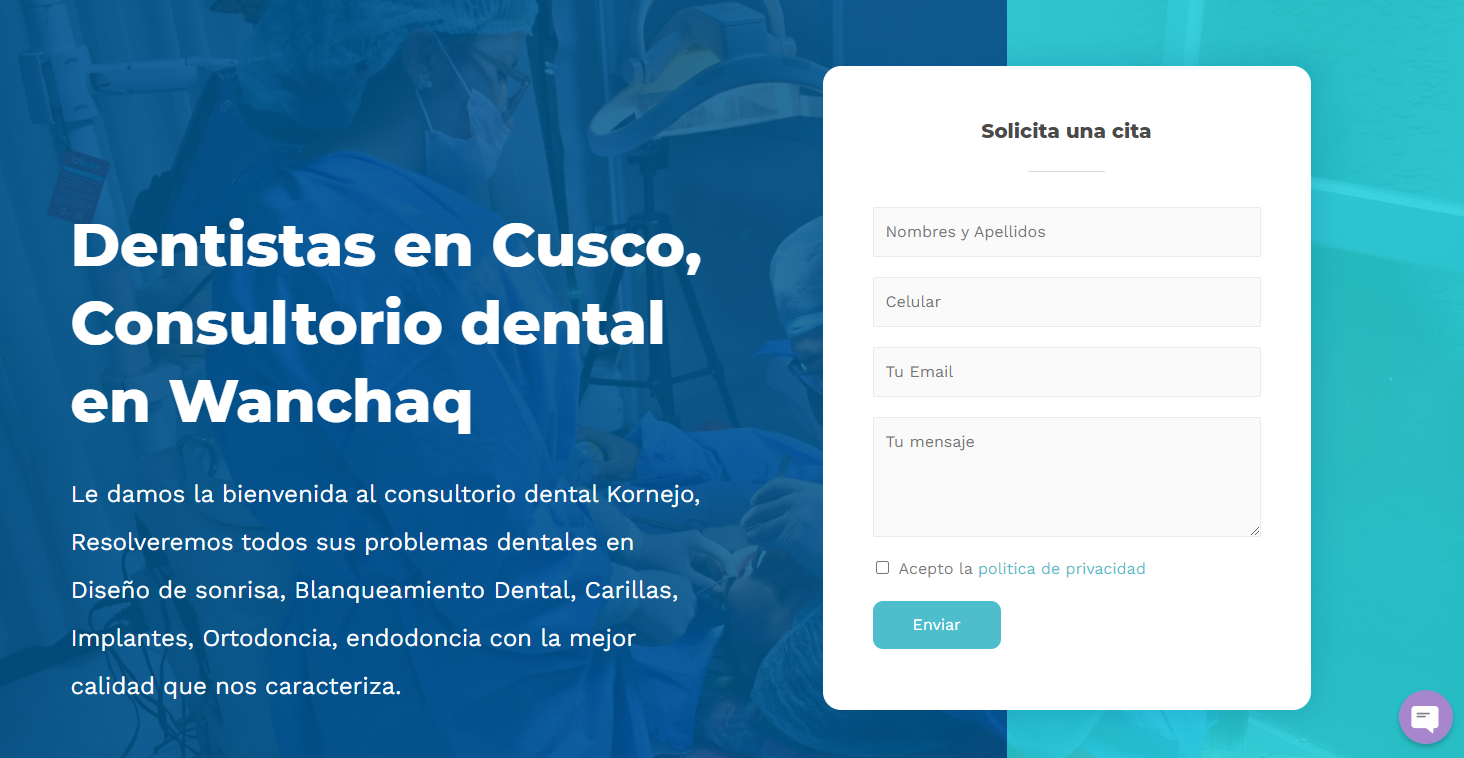 Dentistas en Cusco,
Consultorio dental
en Wanchaq
Le damos la bienvenida al consultorio dental Kornejo,
Resolveremos todos sus problemas dentales en
Diseño de sonrisa, Blanqueamiento Dental, Carillas,
Implantes, Ortodoncia, endodoncia con la mejor
calidad que nos caracteriza.
Solicita una cita
Nombres y Apellidos
Celular
Tu Email
Tu mensaje
Acepto la politica de privacidad
Enviar